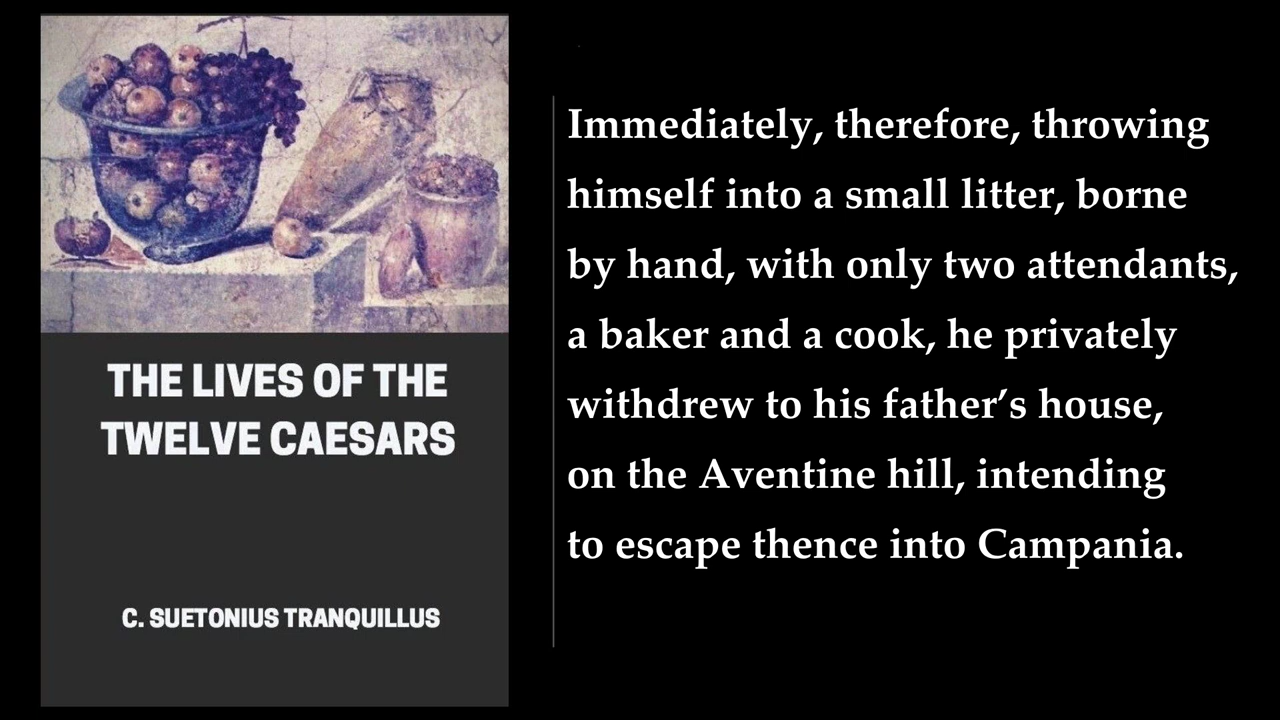 THE LIVES OF THE
TWELVE CAESARS
C. SUETONIUS TRANQUILLUS
Immediately, therefore, throwing
himself into a small litter, borne
by hand, with only two attendants,
a baker and a cook, he privately
withdrew to his father’s house,
on the Aventine hill, intending
to escape thence into Campania.